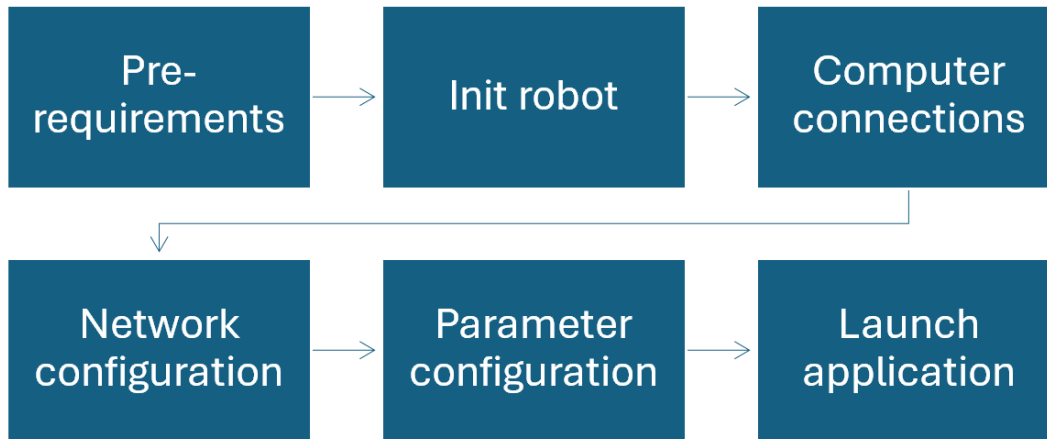 Pre-
requirements
Init robot
Computer
connections
Network
configuration
Parameter
configuration
Launch
application